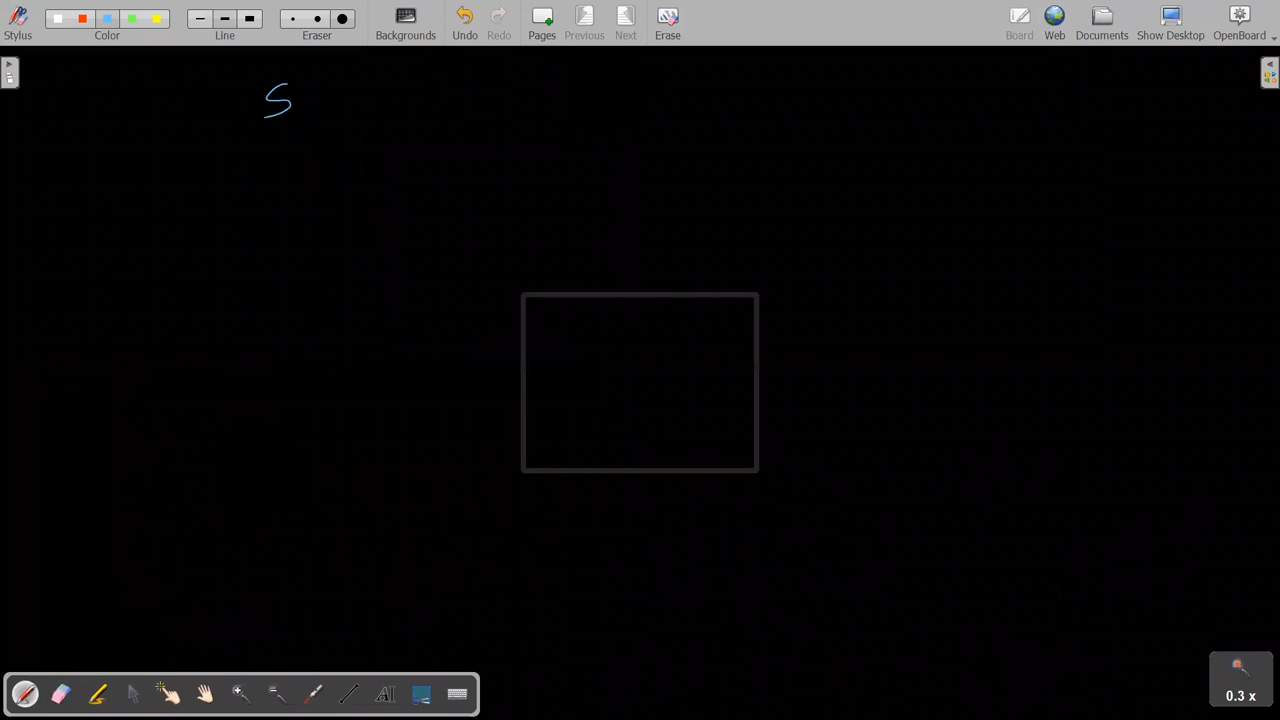 Stylus
Color
Line
Eraser
Backgrounds
Undo
Redo
Pages
Previous
Next
Erase
Board
Web
Documents
Show Desktop
OpenBoard
S
AI
0.3 x